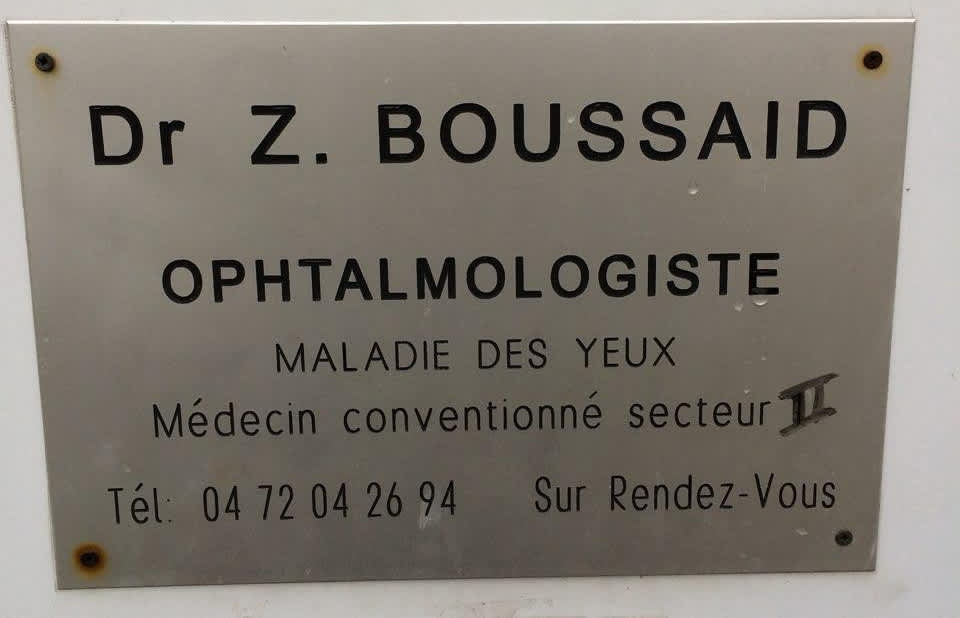 Dr Z. BOUSSAID
OPHTALMOLOGISTE
MALADIE DES YEUX
Médecin conventionné secteur II
Tél: 04 72 04 26 94 Sur Rendez-Vous